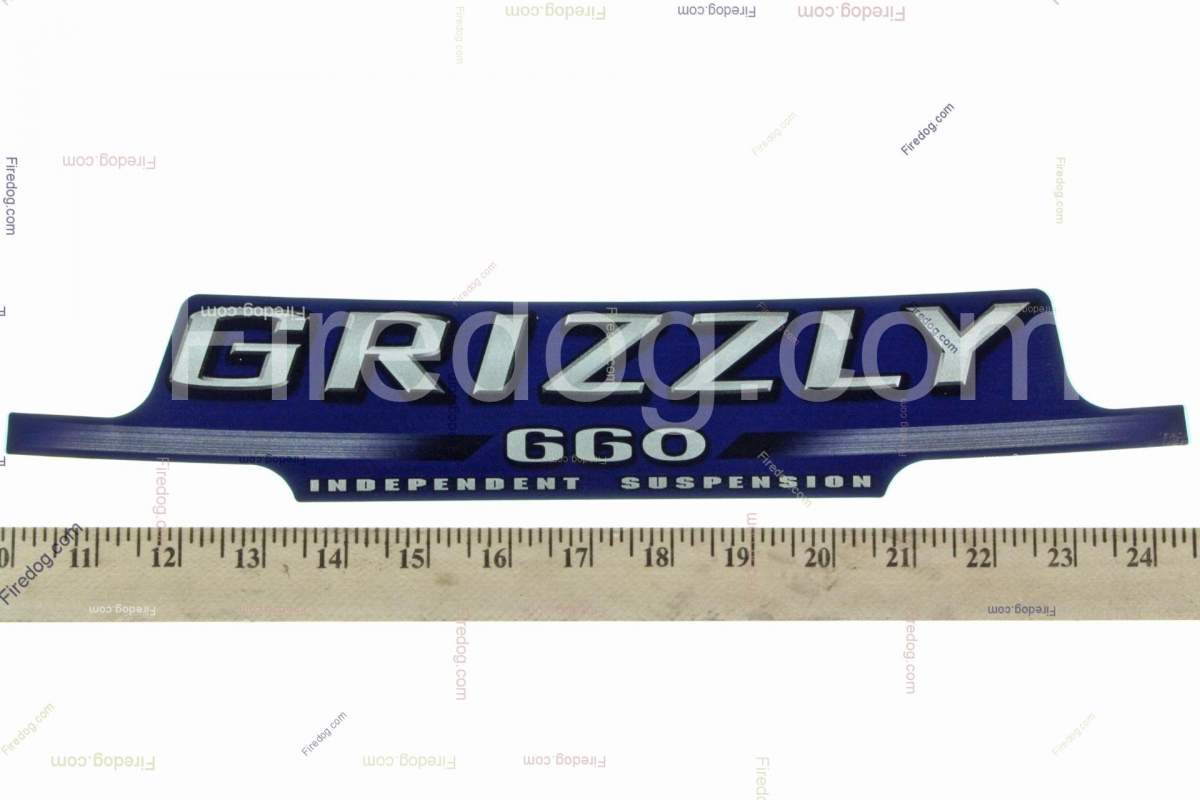 GRIZZLY
660
INDEPENDENT SUSPENSION
11 12 13 14 15 16 17 18 19 20 21 22 23 24
Firedog.com